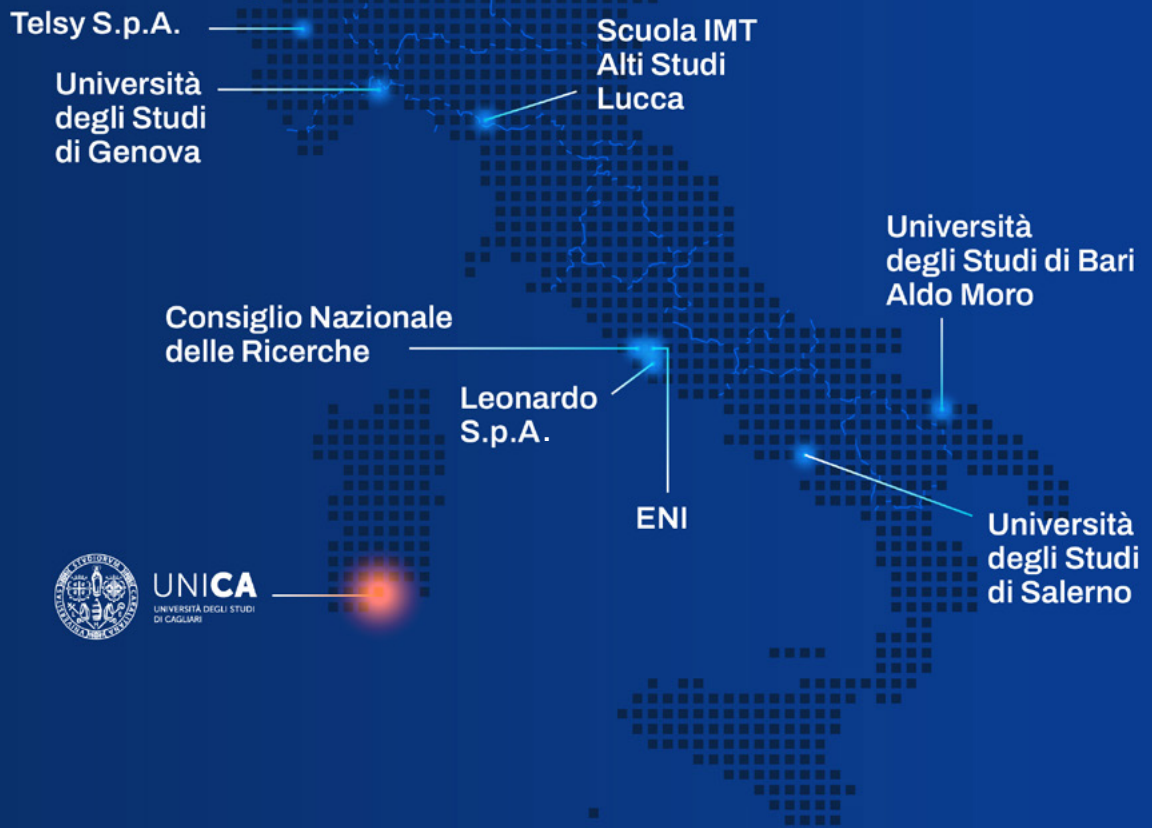 Telsy S.p.A.
Università
degli Studi
di Genova
Scuola IMT
Alti Studi
Lucca
Università
degli Studi di Bari
Aldo Moro
Consiglio Nazionale
delle Ricerche
Leonardo
S.p.A.
ENI
Università
degli Studi
di Salerno
UNICA
UNIVERSITÀ DEGLI STUDI
DI CAGLIARI